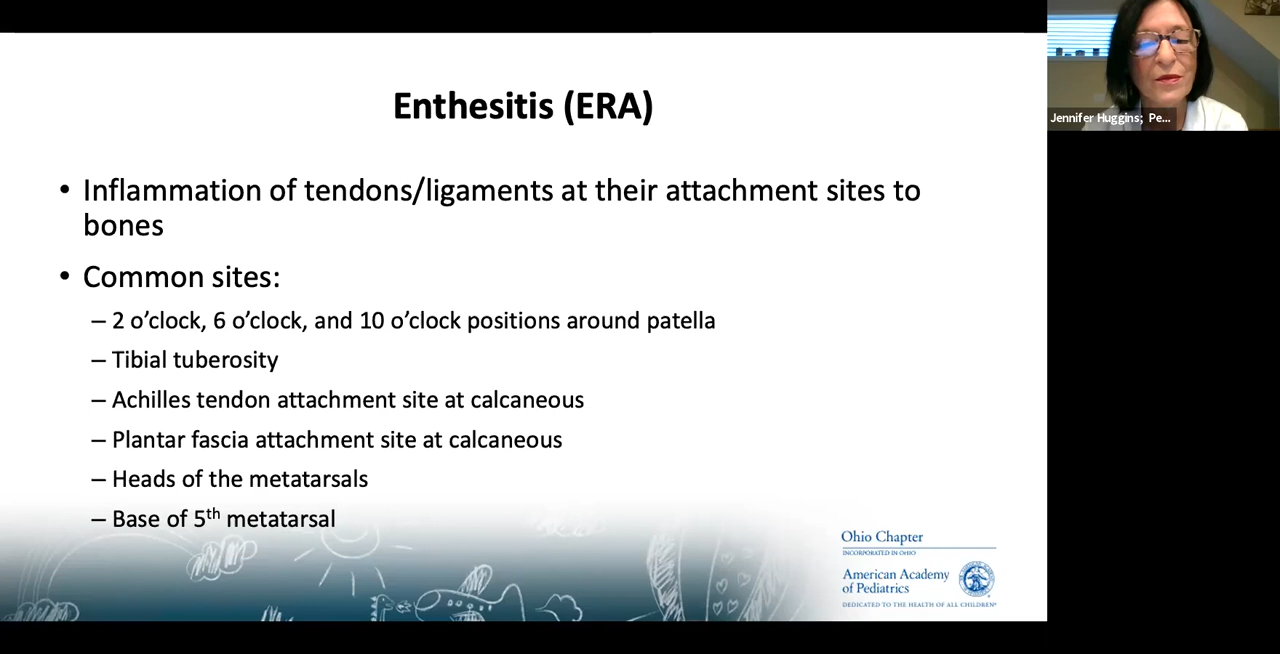 Enthesitis (ERA)
• Inflammation of tendons/ligaments at their attachment sites to
bones
• Common sites:
– 2 o’clock, 6 o’clock, and 10 o’clock positions around patella
– Tibial tuberosity
– Achilles tendon attachment site at calcaneous
– Plantar fascia attachment site at calcaneous
– Heads of the metatarsals
– Base of 5th metatarsal
Ohio Chapter
INCORPORATED IN OHIO
American Academy
of Pediatrics
DEDICATED TO THE HEALTH OF ALL CHILDREN®
Jennifer Huggins; Pe...